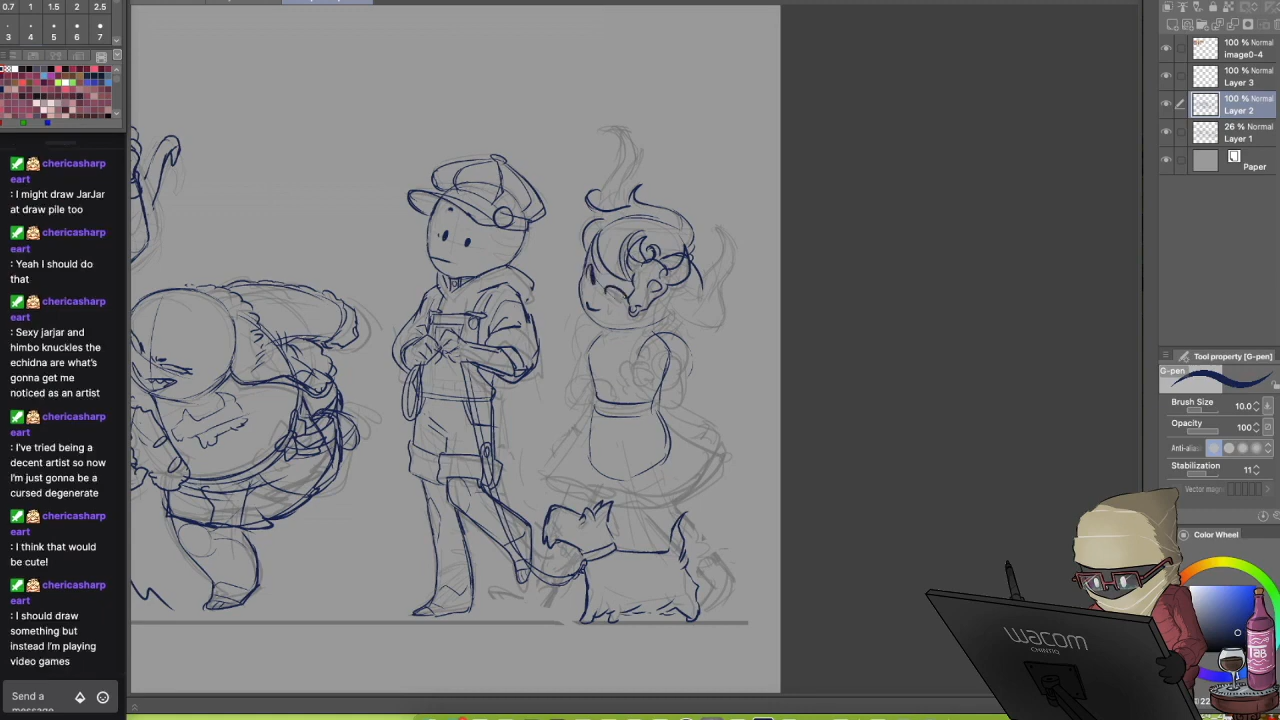 0.7 1 1.5 2 2.5
3 4 5 6 7
chericasharp
eart
: I might draw JarJar
at draw pile too
chericasharp
eart
: Yeah I should do
that
chericasharp
eart
: Sexy jarjar and
himbo knuckles the
echidna are what's
gonna get me
noticed as an artist
chericasharp
eart
: I've tried being a
decent artist so now
I'm just gonna be a
cursed degenerate
chericasharp
eart
: I think that would
be cute!
chericasharp
eart
: I should draw
something but
instead I'm playing
video games
Send a
message
100 % Normal
image0-4
100 % Normal
Layer 3
100 % Normal
Layer 2
26 % Normal
Layer 1
Paper
Tool property [G-pen]
G-pen
Brush Size 10.0
Opacity 100
Anti-alias
Stabilization 11
Vector
Color Wheel
wacom
CINTIQ